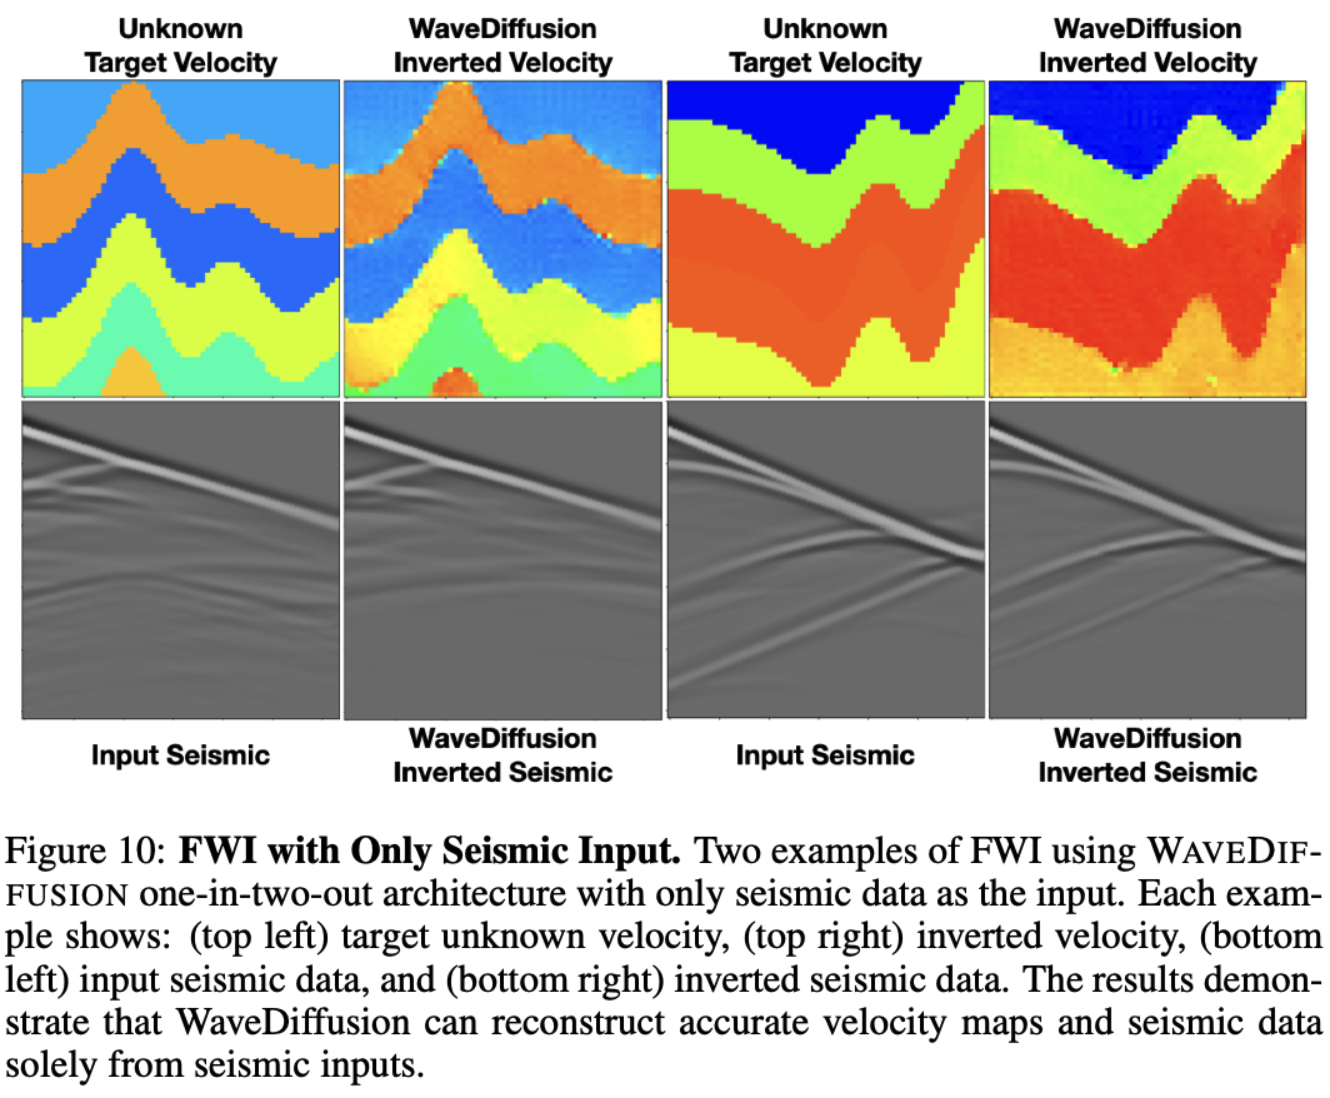 Unknown
Target Velocity
WaveDiffusion
Inverted Velocity
Unknown
Target Velocity
WaveDiffusion
Inverted Velocity
Input Seismic
WaveDiffusion
Inverted Seismic
Input Seismic
WaveDiffusion
Inverted Seismic
Figure 10: FWI with Only Seismic Input. Two examples of FWI using WAVEDIF-
FUSION one-in-two-out architecture with only seismic data as the input. Each exam-
ple shows: (top left) target unknown velocity, (top right) inverted velocity, (bottom
left) input seismic data, and (bottom right) inverted seismic data. The results demon-
strate that WaveDiffusion can reconstruct accurate velocity maps and seismic data
solely from seismic inputs.